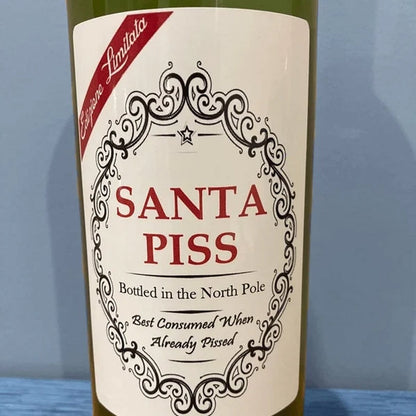 Edizione Limitata
SANTA
PISS
Bottled in the North Pole
Best Consumed When
Already Pissed